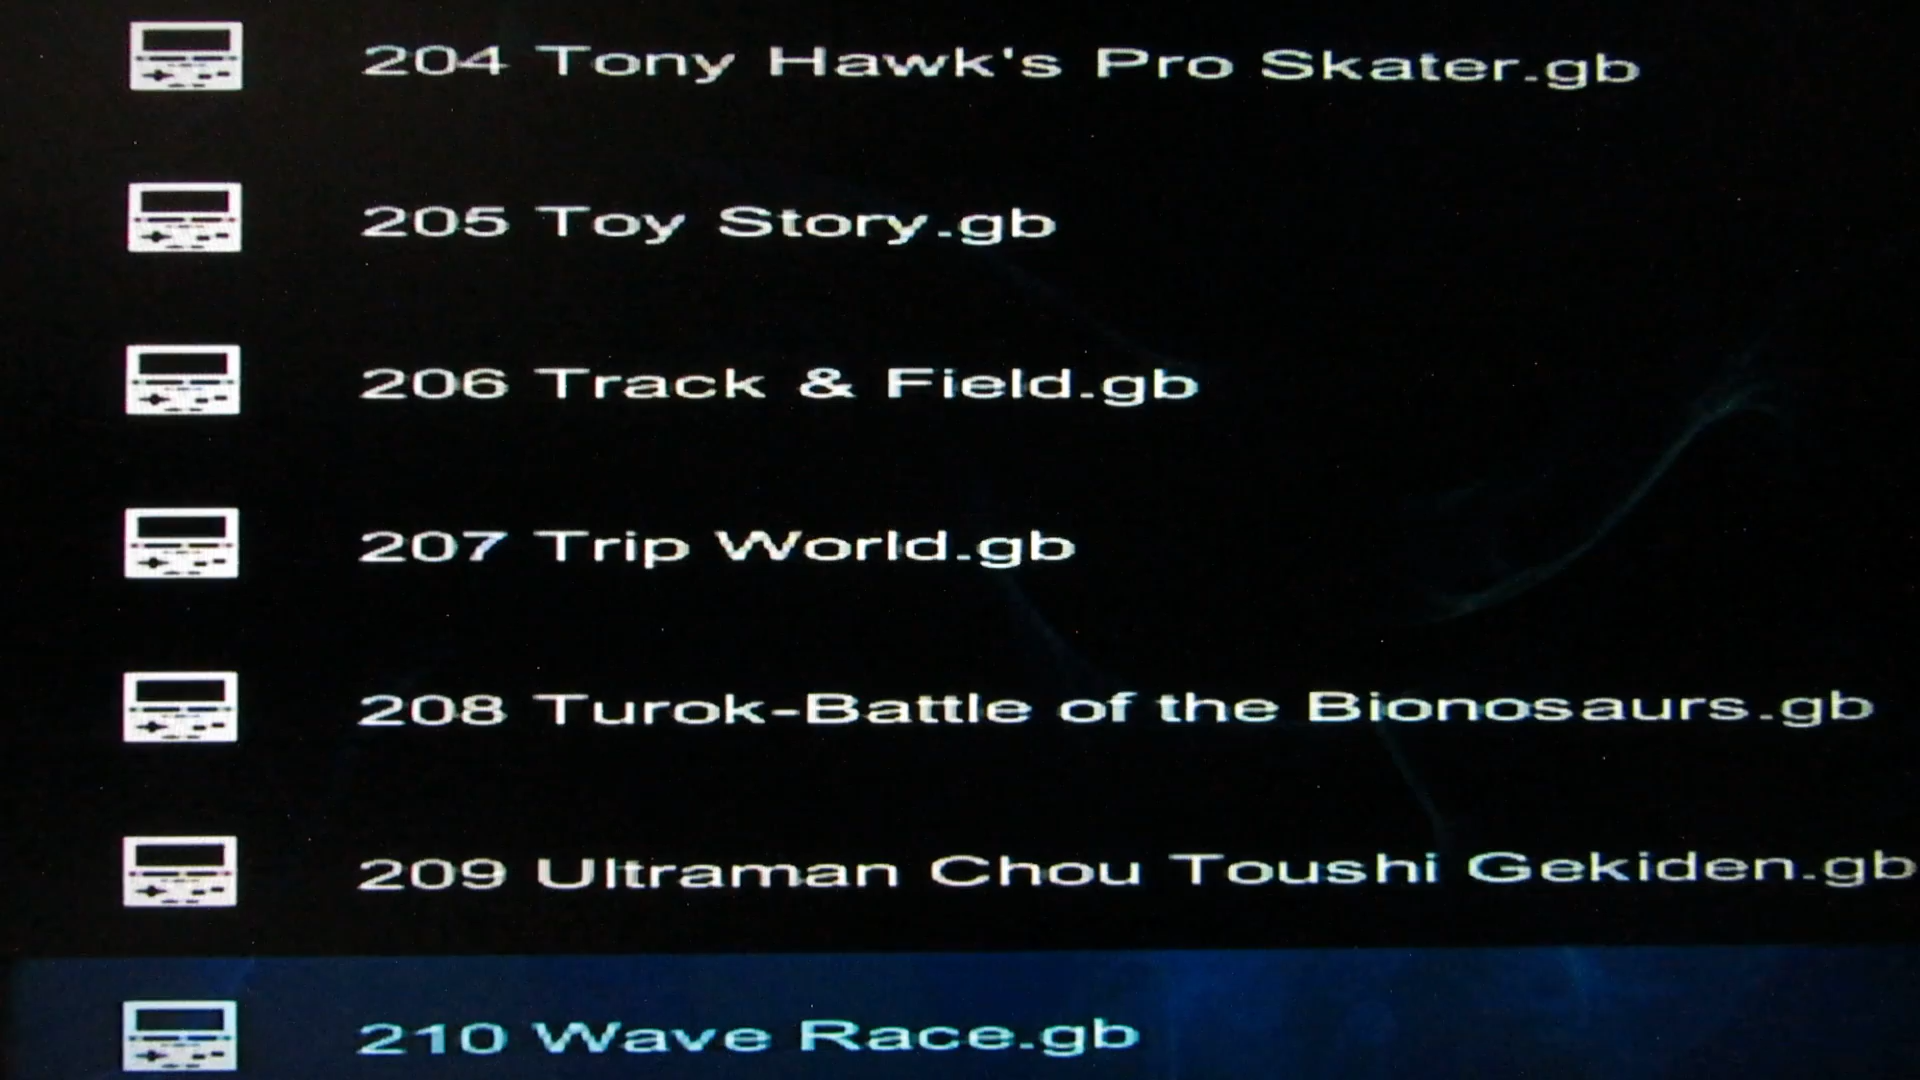 204 Tony Hawk's Pro Skater.gb
205 Toy Story.gb
206 Track & Field.gb
207 Trip World.gb
208 Turok-Battle of the Bionosaurs.gb
209 Ultraman Chou Toushi Gekiden.gb
210 Wave Race.gb